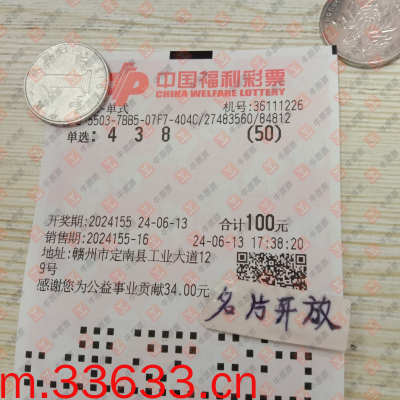 中国福利彩票
CHINA WELFARE LOTTERY
单式 机号:36111226
5503-7BB5-07F7-404C/27483560/84812
单选: 4 3 8 (50)
开奖期:2024155 24-06-13 合计100元
销售期:2024155-16 24-06-13 17:38:20
地址:赣州市定南县工业大道12
9号
感谢您为公益事业贡献34.00元
名片开放
m.33633.cn